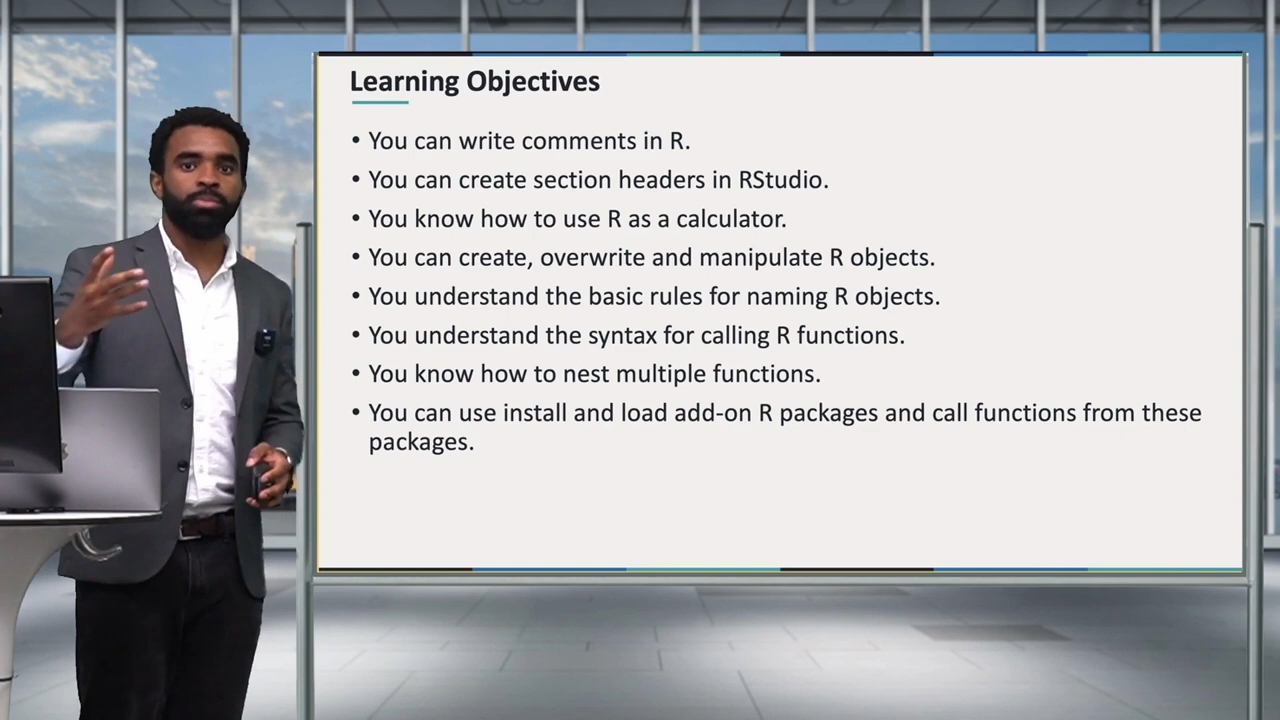 Learning Objectives
• You can write comments in R.
• You can create section headers in RStudio.
• You know how to use R as a calculator.
• You can create, overwrite and manipulate R objects.
• You understand the basic rules for naming R objects.
• You understand the syntax for calling R functions.
• You know how to nest multiple functions.
• You can use install and load add-on R packages and call functions from these
packages.